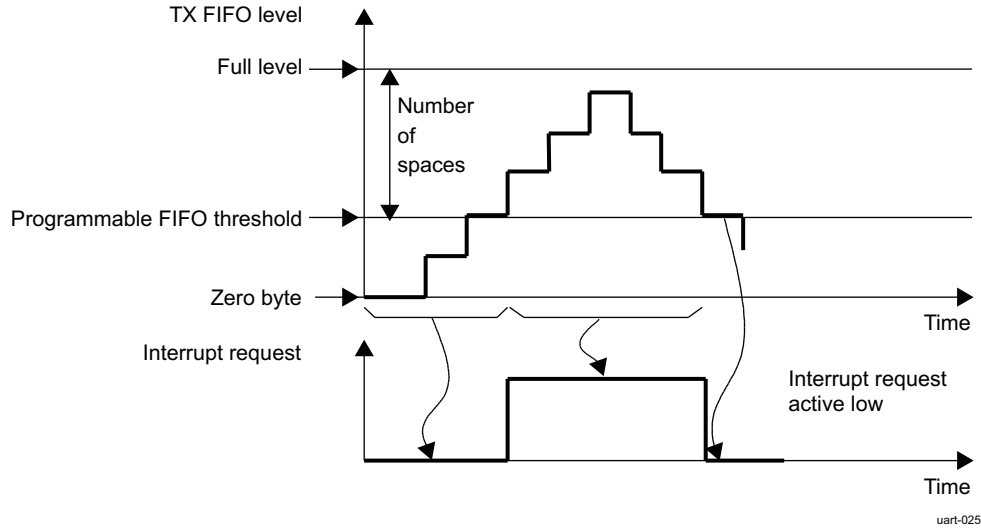 TX FIFO level
Full level
Number
of
spaces
Programmable FIFO threshold
Zero byte
Time
Interrupt request
Interrupt request
active low
Time
uart-025